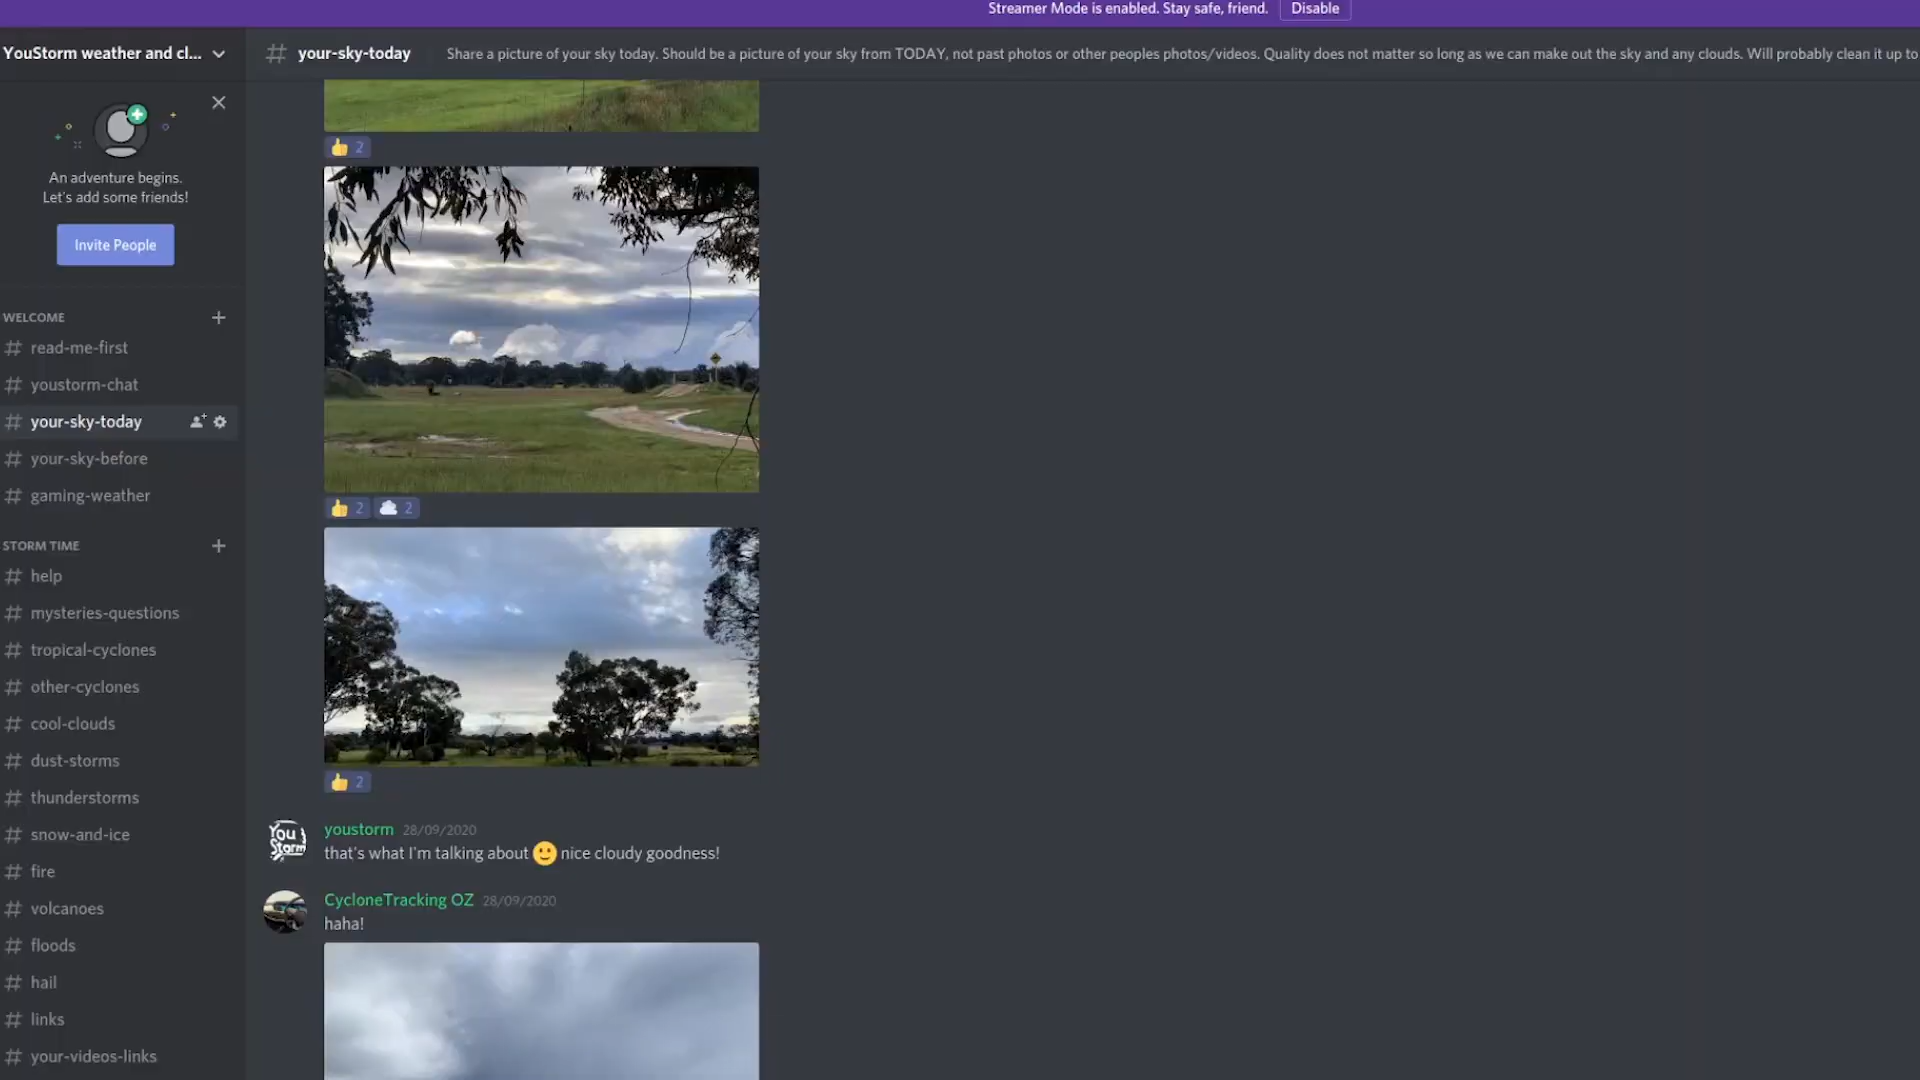 Streamer Mode is enabled. Stay safe, friend. Disable
YouStorm weather and cl...
your-sky-today Share a picture of your sky today. Should be a picture of your sky from TODAY, not past photos or other peoples photos/videos. Quality does not matter so long as we can make out the sky and any clouds. Will probably clean it up to
An adventure begins.
Let's add some friends!
Invite People
WELCOME
read-me-first
youstorm-chat
your-sky-today
your-sky-before
gaming-weather
STORM TIME
help
mysteries-questions
tropical-cyclones
other-cyclones
cool-clouds
dust-storms
thunderstorms
snow-and-ice
fire
volcanoes
floods
hail
links
your-videos-links
2
2 2
2
You Storm
youstorm 28/09/2020
that's what I'm talking about 🙂 nice cloudy goodness!
CycloneTracking OZ 28/09/2020
haha!